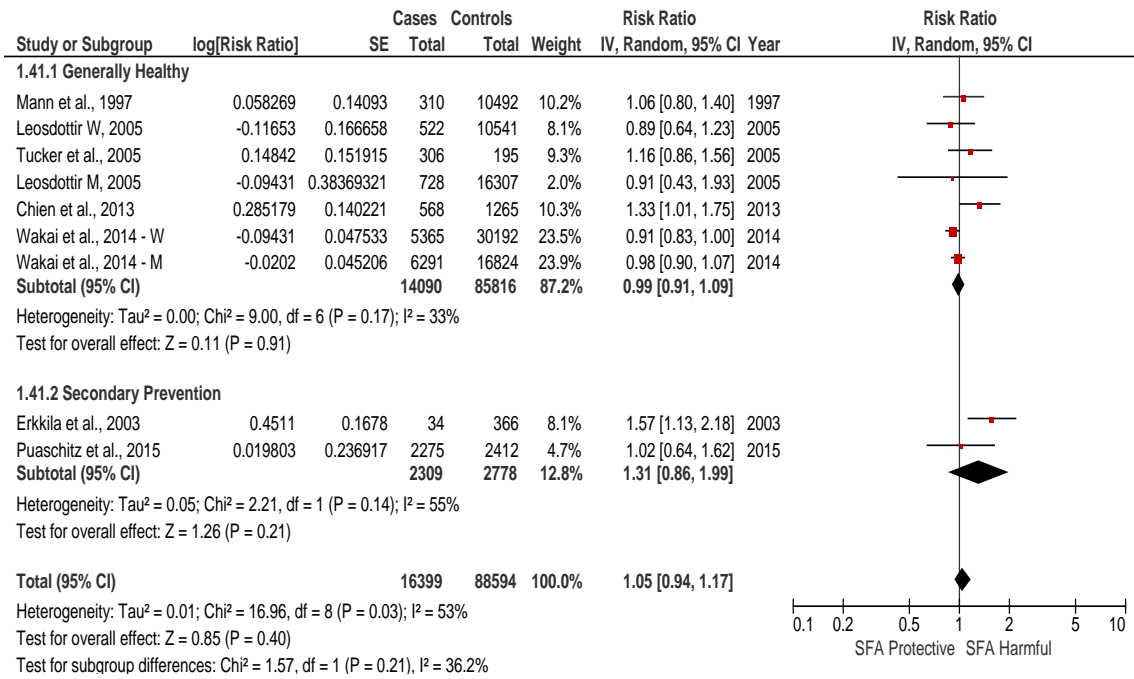 Cases Controls Risk Ratio Risk Ratio
Study or Subgroup log[Risk Ratio] SE Total Total Weight IV, Random, 95% CI Year IV, Random, 95% CI
1.41.1 Generally Healthy
Mann et al., 1997 0.058269 0.14093 310 10492 10.2% 1.06 [0.80, 1.40] 1997
Leosdottir W, 2005 -0.11653 0.166658 522 10541 8.1% 0.89 [0.64, 1.23] 2005
Tucker et al., 2005 0.14842 0.151915 306 195 9.3% 1.16 [0.86, 1.56] 2005
Leosdottir M, 2005 -0.09431 0.38369321 728 16307 2.0% 0.91 [0.43, 1.93] 2005
Chien et al., 2013 0.285179 0.140221 568 1265 10.3% 1.33 [1.01, 1.75] 2013
Wakai et al., 2014 - W -0.09431 0.047533 5365 30192 23.5% 0.91 [0.83, 1.00] 2014
Wakai et al., 2014 - M -0.0202 0.045206 6291 16824 23.9% 0.98 [0.90, 1.07] 2014
Subtotal (95% CI) 14090 85816 87.2% 0.99 [0.91, 1.09]
Heterogeneity: Tau² = 0.00; Chi² = 9.00, df = 6 (P = 0.17); I² = 33%
Test for overall effect: Z = 0.11 (P = 0.91)
1.41.2 Secondary Prevention
Erkkila et al., 2003 0.4511 0.1678 34 366 8.1% 1.57 [1.13, 2.18] 2003
Puaschitz et al., 2015 0.019803 0.236917 2275 2412 4.7% 1.02 [0.64, 1.62] 2015
Subtotal (95% CI) 2309 2778 12.8% 1.31 [0.86, 1.99]
Heterogeneity: Tau² = 0.05; Chi² = 2.21, df = 1 (P = 0.14); I² = 55%
Test for overall effect: Z = 1.26 (P = 0.21)
Total (95% CI) 16399 88594 100.0% 1.05 [0.94, 1.17]
Heterogeneity: Tau² = 0.01; Chi² = 16.96, df = 8 (P = 0.03); I² = 53%
Test for overall effect: Z = 0.85 (P = 0.40)
Test for subgroup differences: Chi² = 1.57, df = 1 (P = 0.21), I² = 36.2%
0.1 0.2 0.5 1 2 5 10
SFA Protective SFA Harmful